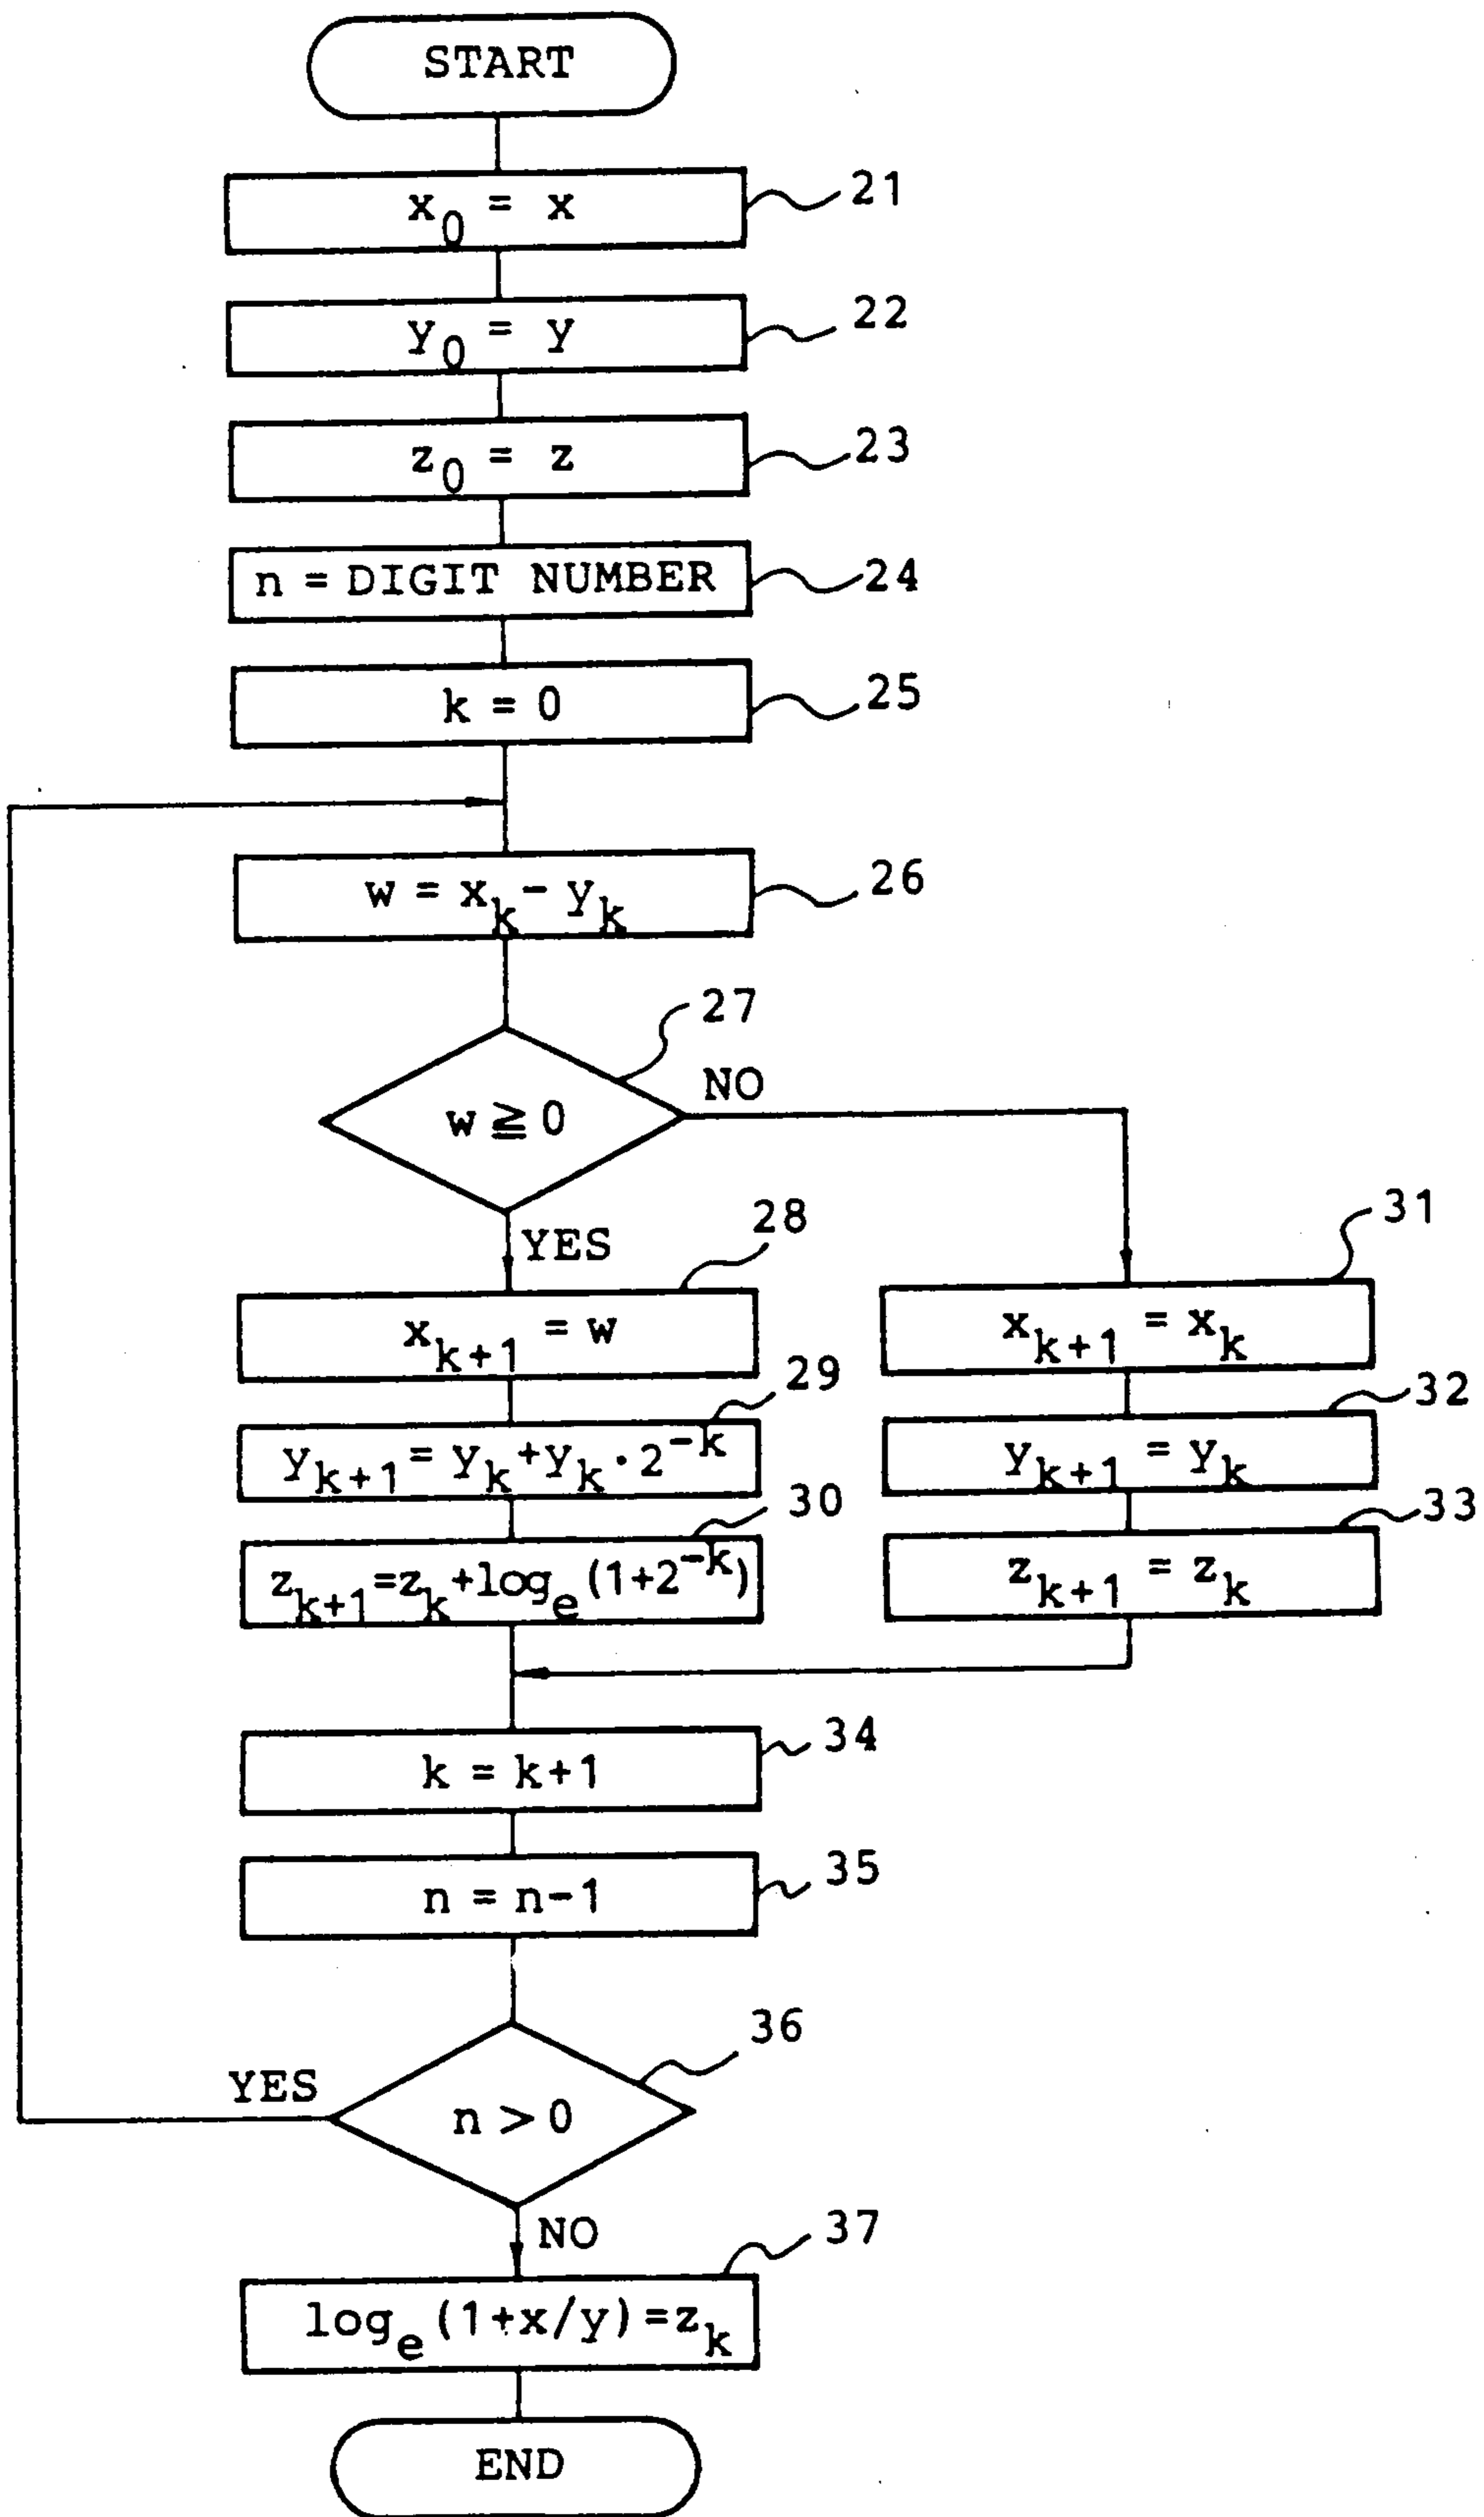 START
x₀ = x
21
y₀ = y
22
z₀ = z
23
n = DIGIT NUMBER
24
k = 0
25
w = xₖ - yₖ
26
27
w ≧ 0
NO
YES
28
xₖ₊₁ = w
29
yₖ₊₁ = yₖ + yₖ · 2⁻ᵏ
30
zₖ₊₁ = zₖ + logₑ (1+2⁻ᵏ)
31
xₖ₊₁ = xₖ
32
yₖ₊₁ = yₖ
33
zₖ₊₁ = zₖ
34
k = k+1
35
n = n-1
36
n > 0
YES
NO
37
logₑ (1+x/y) = zₖ
END